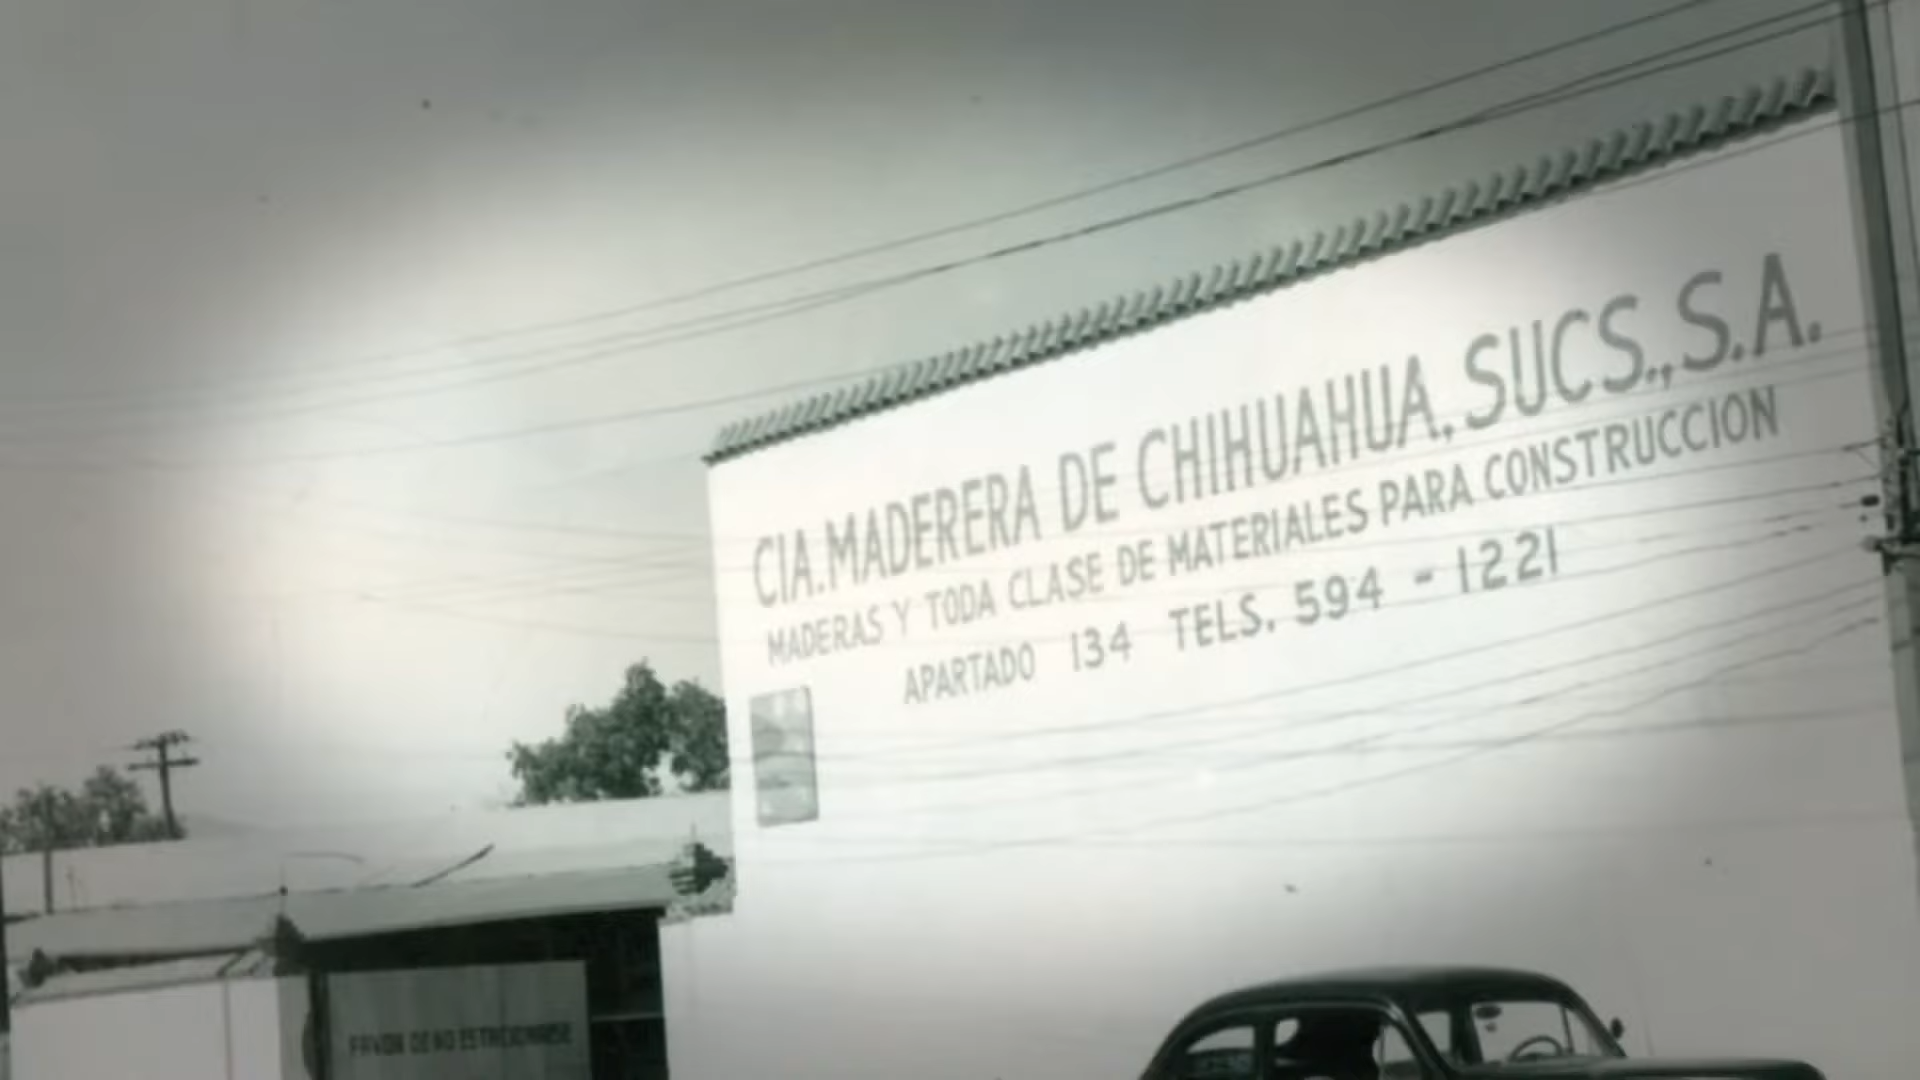 CIA. MADERERA DE CHIHUAHUA, SUCS., S.A.
MADERAS Y TODA CLASE DE MATERIALES PARA CONSTRUCCION
APARTADO 134 TELS. 594 - 1221
FAVOR DE NO ESTACIONARSE